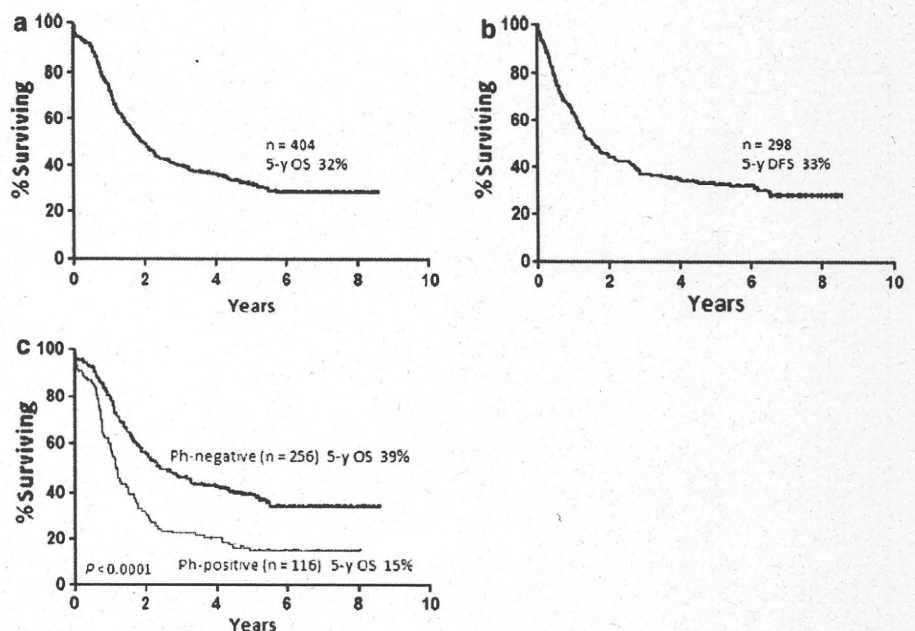 a
100
80
60
40
20
0
%Surviving
n = 404
5-y OS 32%
0 2 4 6 8 10
Years
b
100
80
60
40
20
0
%Surviving
n = 298
5-y DFS 33%
0 2 4 6 8 10
Years
c
100
80
60
40
20
0
%Surviving
Ph-negative (n = 256) 5-y OS 39%
P<0.0001 Ph-positive (n = 116) 5-y OS 15%
0 2 4 6 8 10
Years